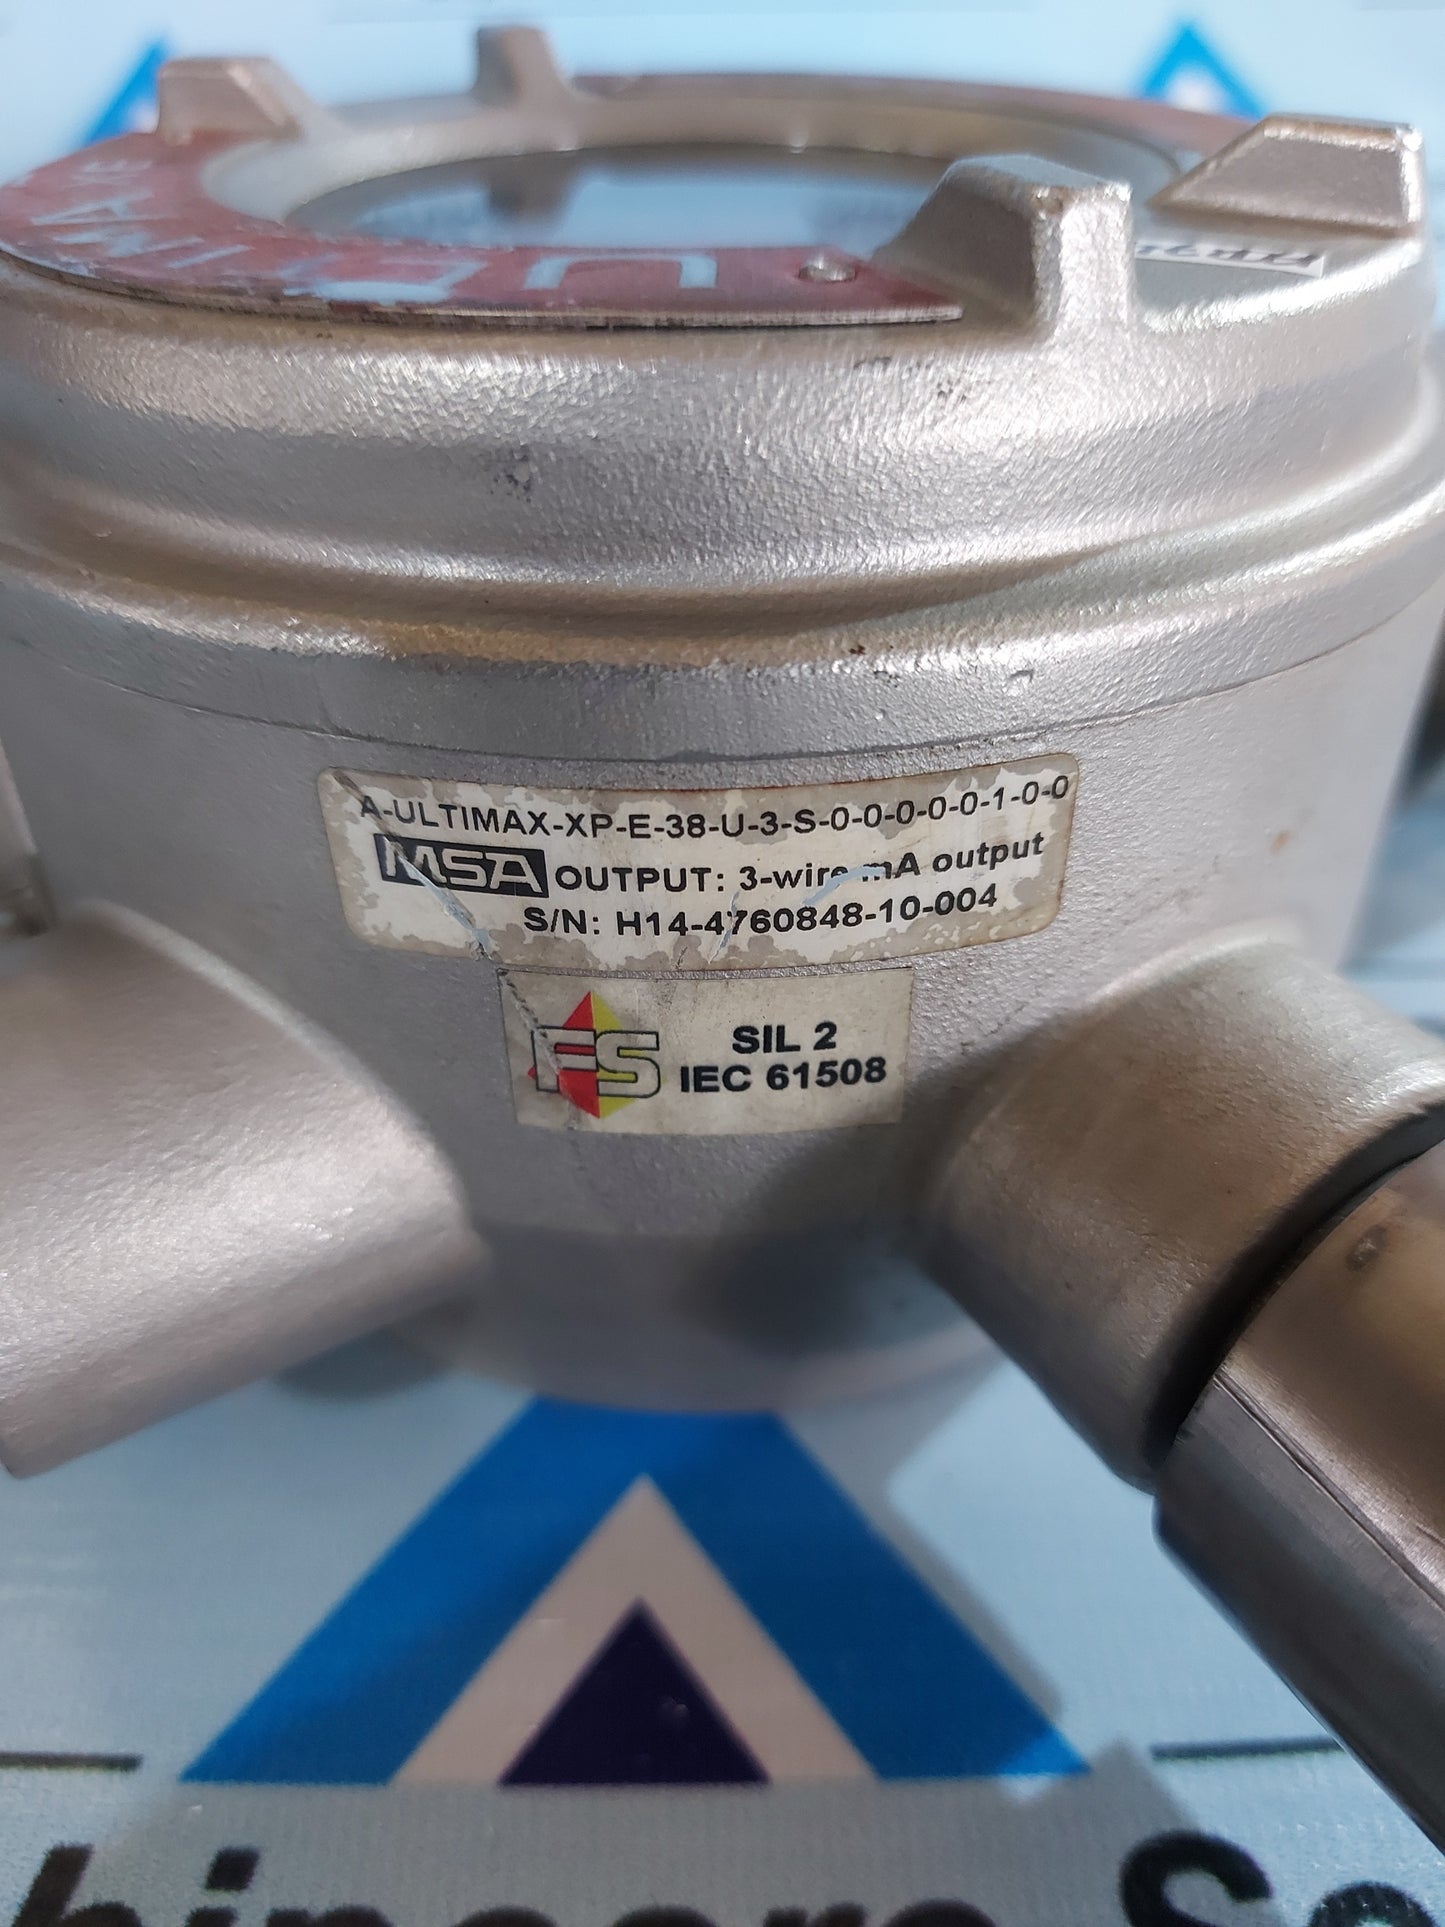 ULTIMA
A-ULTIMAX-XP-E-38-U-3-S-0-0-0-0-0-1-0-0
MSA OUTPUT: 3-wire mA output
S/N: H14-4760848-10-004
FS SIL 2
IEC 61508